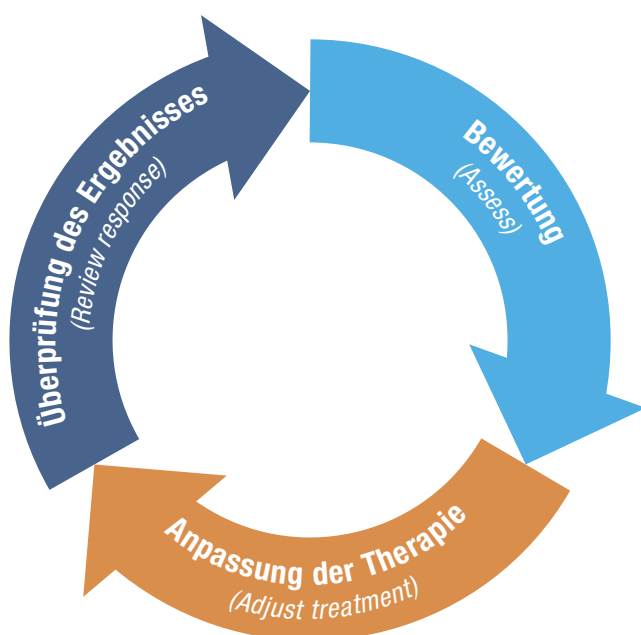 Bewertung
(Assess)
Anpassung der Therapie
(Adjust treatment)
Überprüfung des Ergebnisses
(Review response)